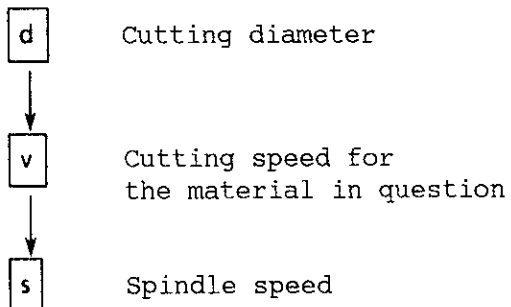 d Cutting diameter
v Cutting speed for
the material in question
s Spindle speed